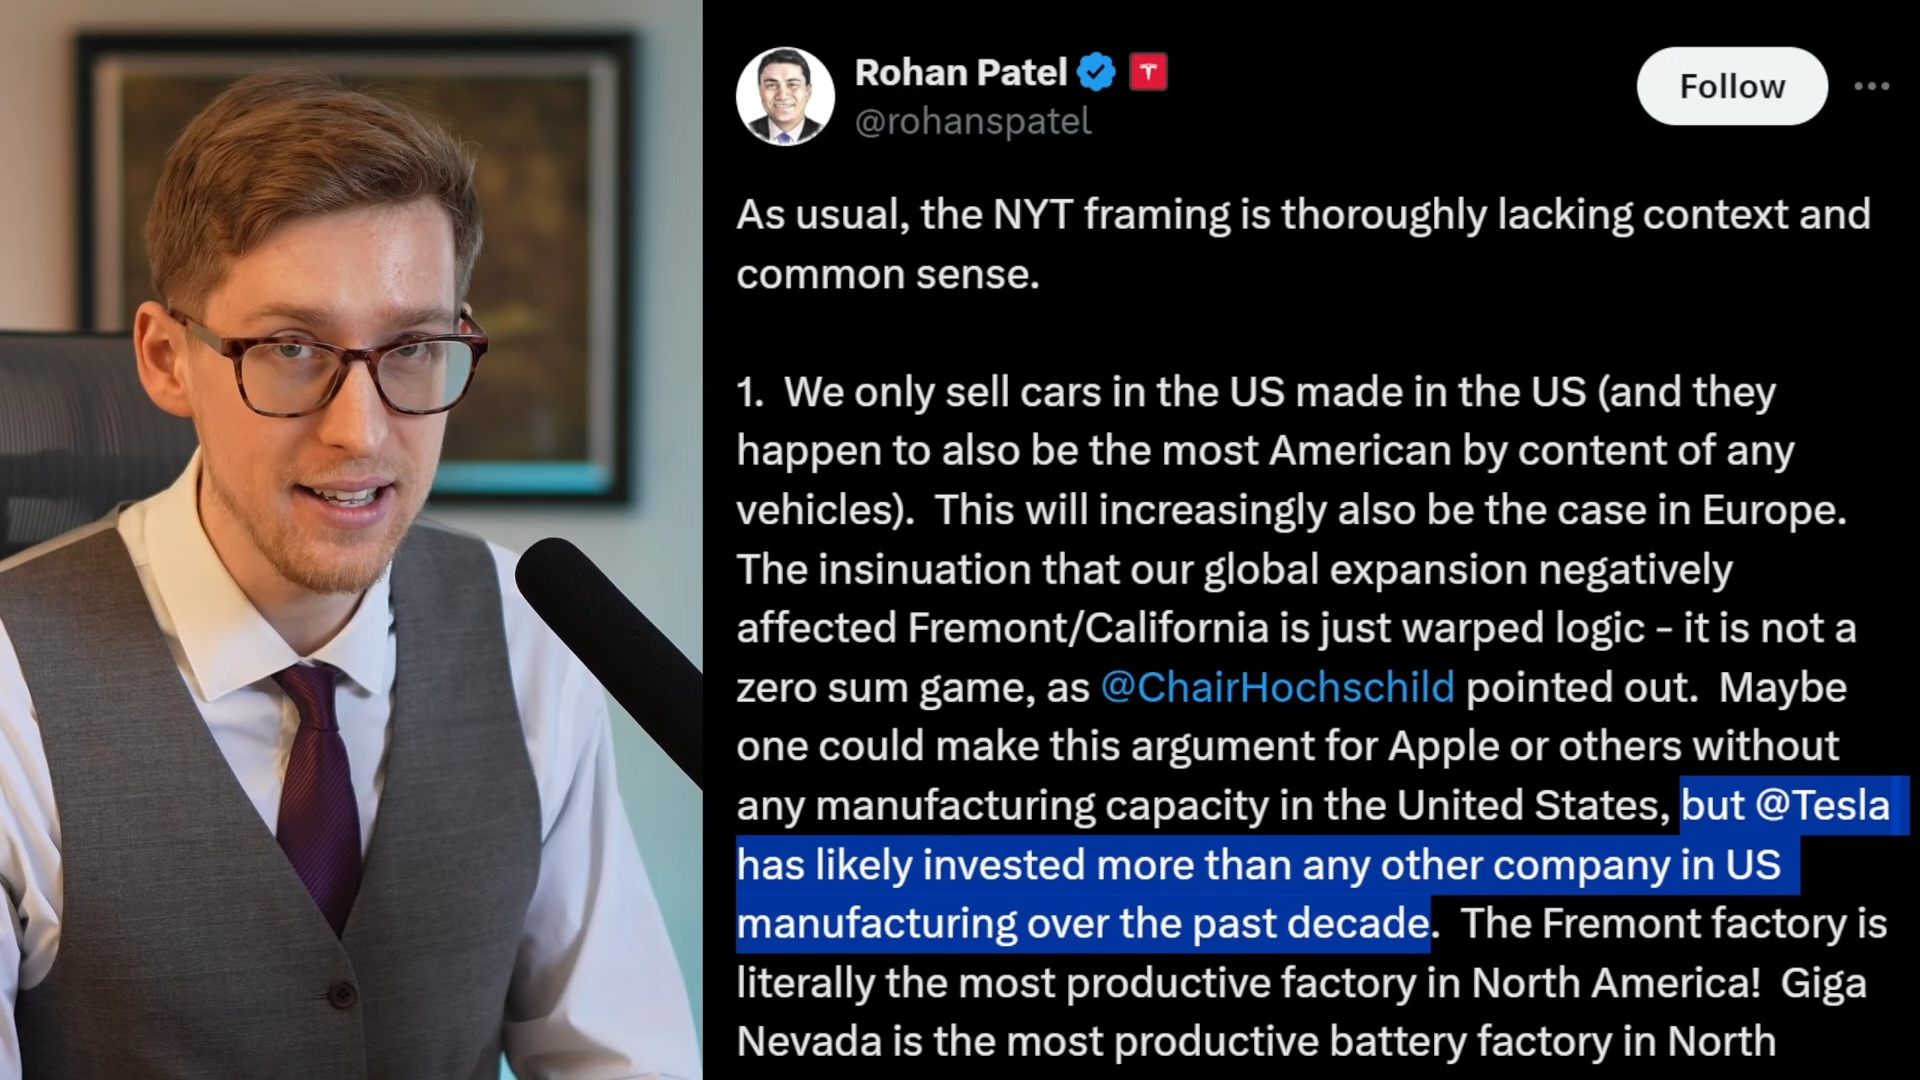 Rohan Patel
@rohanspatel
Follow
As usual, the NYT framing is thoroughly lacking context and
common sense.
1.  We only sell cars in the US made in the US (and they
happen to also be the most American by content of any
vehicles).  This will increasingly also be the case in Europe.
The insinuation that our global expansion negatively
affected Fremont/California is just warped logic – it is not a
zero sum game, as @ChairHochschild pointed out.  Maybe
one could make this argument for Apple or others without
any manufacturing capacity in the United States, but @Tesla
has likely invested more than any other company in US
manufacturing over the past decade.  The Fremont factory is
literally the most productive factory in North America!  Giga
Nevada is the most productive battery factory in North